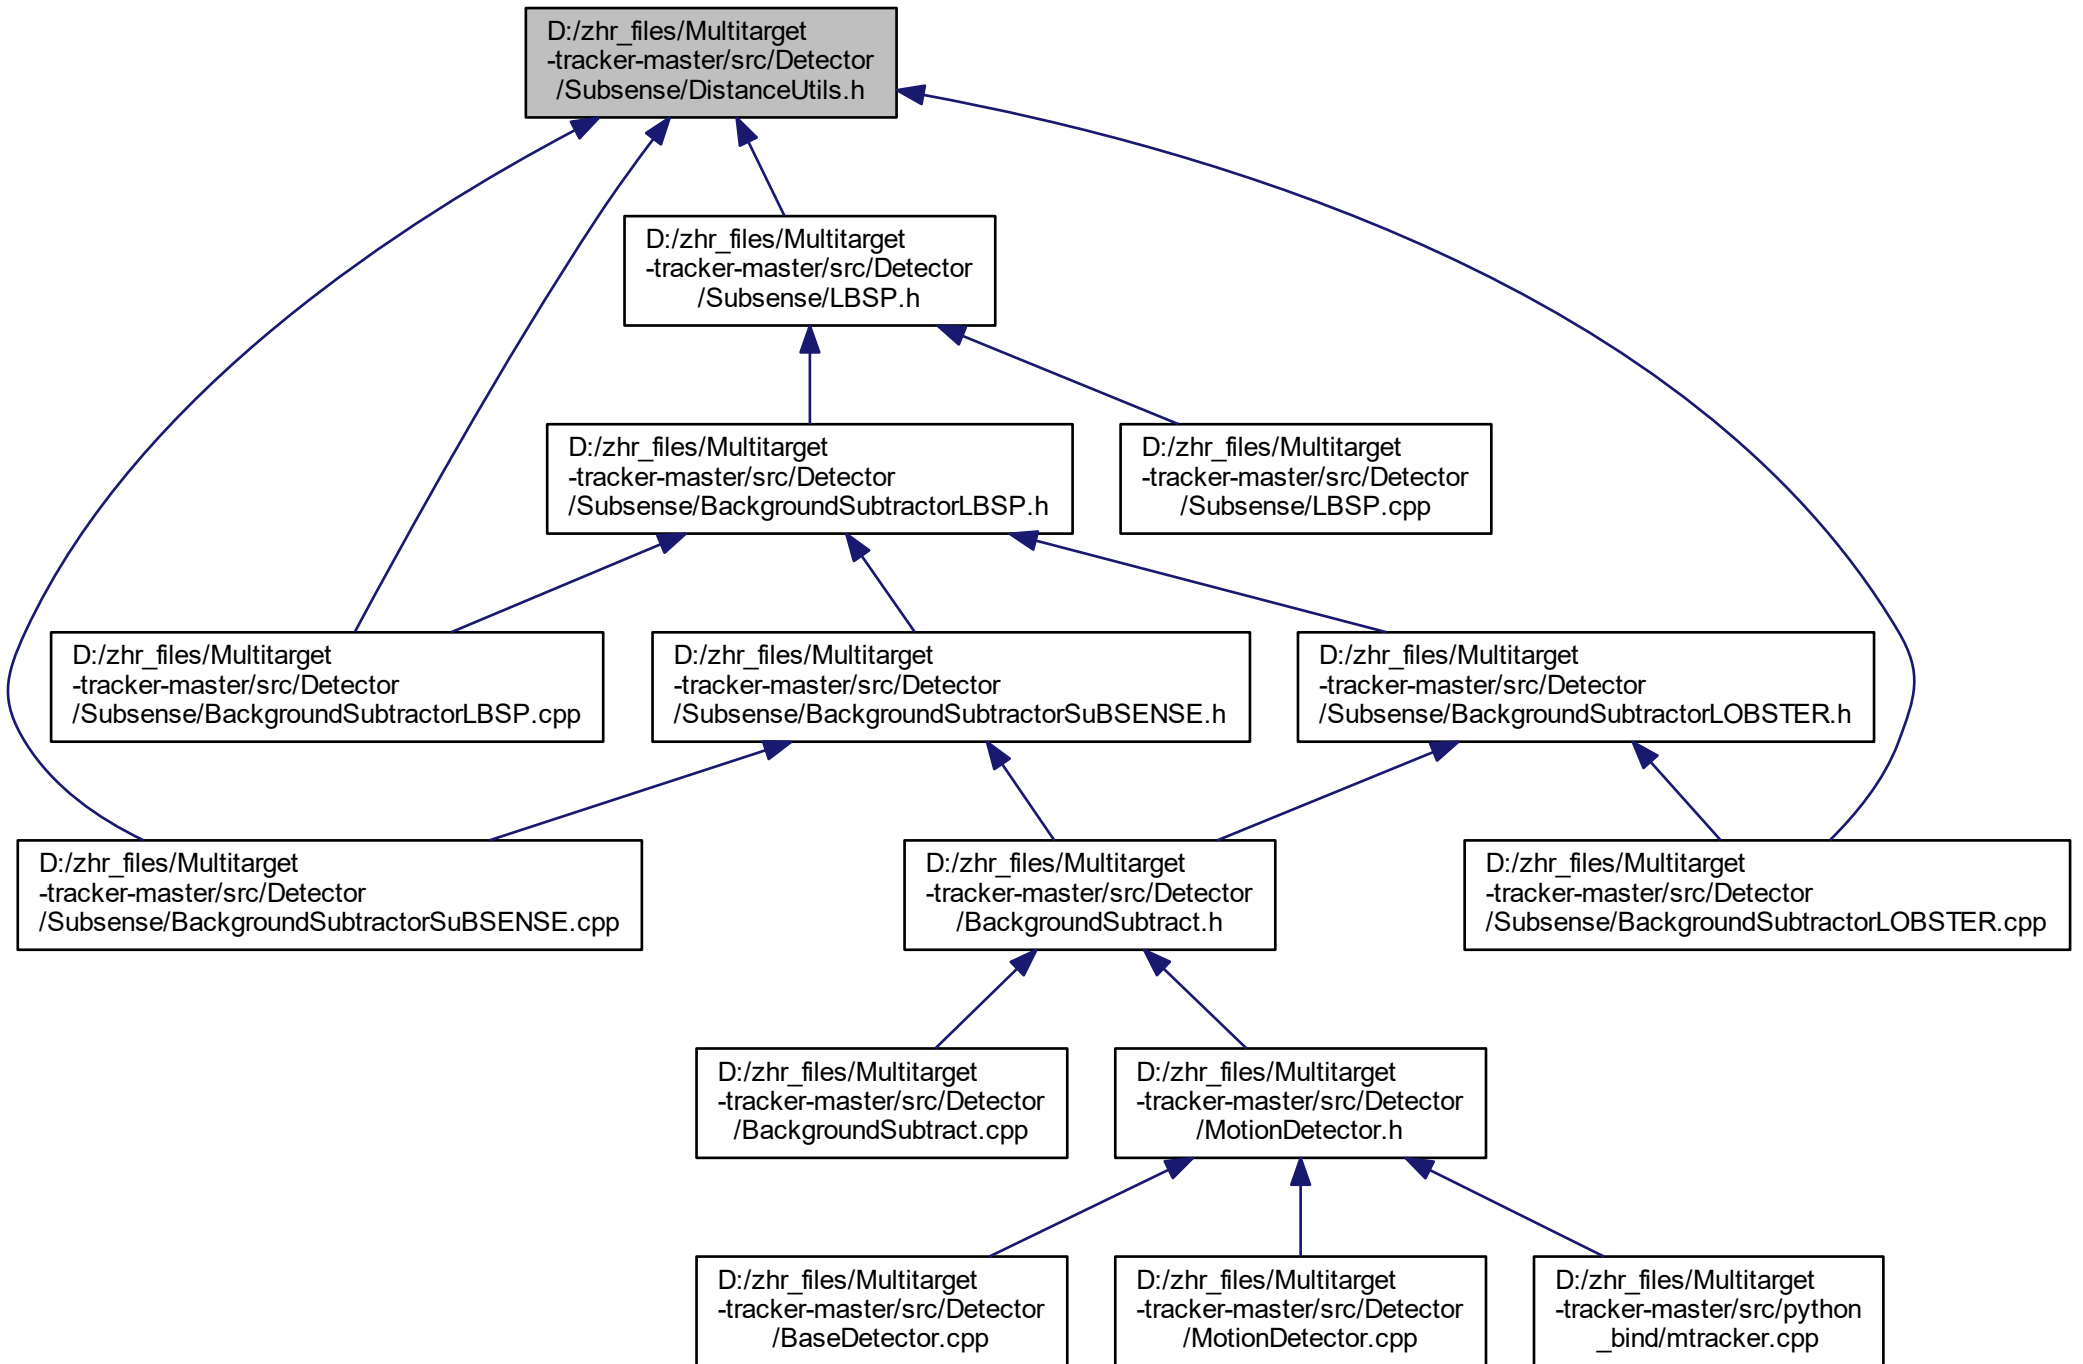 D:/zhr_files/Multitarget
-tracker-master/src/Detector
/Subsense/DistanceUtils.h
D:/zhr_files/Multitarget
-tracker-master/src/Detector
/Subsense/LBSP.h
D:/zhr_files/Multitarget
-tracker-master/src/Detector
/Subsense/BackgroundSubtractorLBSP.h
D:/zhr_files/Multitarget
-tracker-master/src/Detector
/Subsense/LBSP.cpp
D:/zhr_files/Multitarget
-tracker-master/src/Detector
/Subsense/BackgroundSubtractorLBSP.cpp
D:/zhr_files/Multitarget
-tracker-master/src/Detector
/Subsense/BackgroundSubtractorSuBSENSE.h
D:/zhr_files/Multitarget
-tracker-master/src/Detector
/Subsense/BackgroundSubtractorLOBSTER.h
D:/zhr_files/Multitarget
-tracker-master/src/Detector
/Subsense/BackgroundSubtractorSuBSENSE.cpp
D:/zhr_files/Multitarget
-tracker-master/src/Detector
/BackgroundSubtract.h
D:/zhr_files/Multitarget
-tracker-master/src/Detector
/Subsense/BackgroundSubtractorLOBSTER.cpp
D:/zhr_files/Multitarget
-tracker-master/src/Detector
/BackgroundSubtract.cpp
D:/zhr_files/Multitarget
-tracker-master/src/Detector
/MotionDetector.h
D:/zhr_files/Multitarget
-tracker-master/src/Detector
/BaseDetector.cpp
D:/zhr_files/Multitarget
-tracker-master/src/Detector
/MotionDetector.cpp
D:/zhr_files/Multitarget
-tracker-master/src/python
_bind/mtracker.cpp